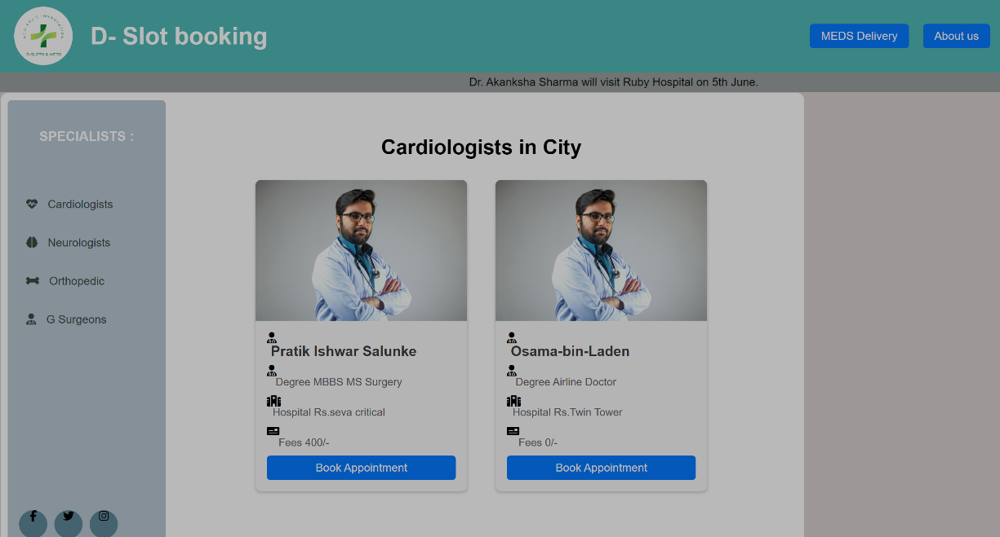 D- Slot booking
MEDS Delivery
About us
D-SLOTH & MEDS
Dr. Akanksha Sharma will visit Ruby Hospital on 5th June.
SPECIALISTS :
Cardiologists
Neurologists
Orthopedic
G Surgeons
Cardiologists in City
Pratik Ishwar Salunke
Degree MBBS MS Surgery
Hospital Rs.seva critical
Fees 400/-
Book Appointment
Osama-bin-Laden
Degree Airline Doctor
Hospital Rs.Twin Tower
Fees 0/-
Book Appointment